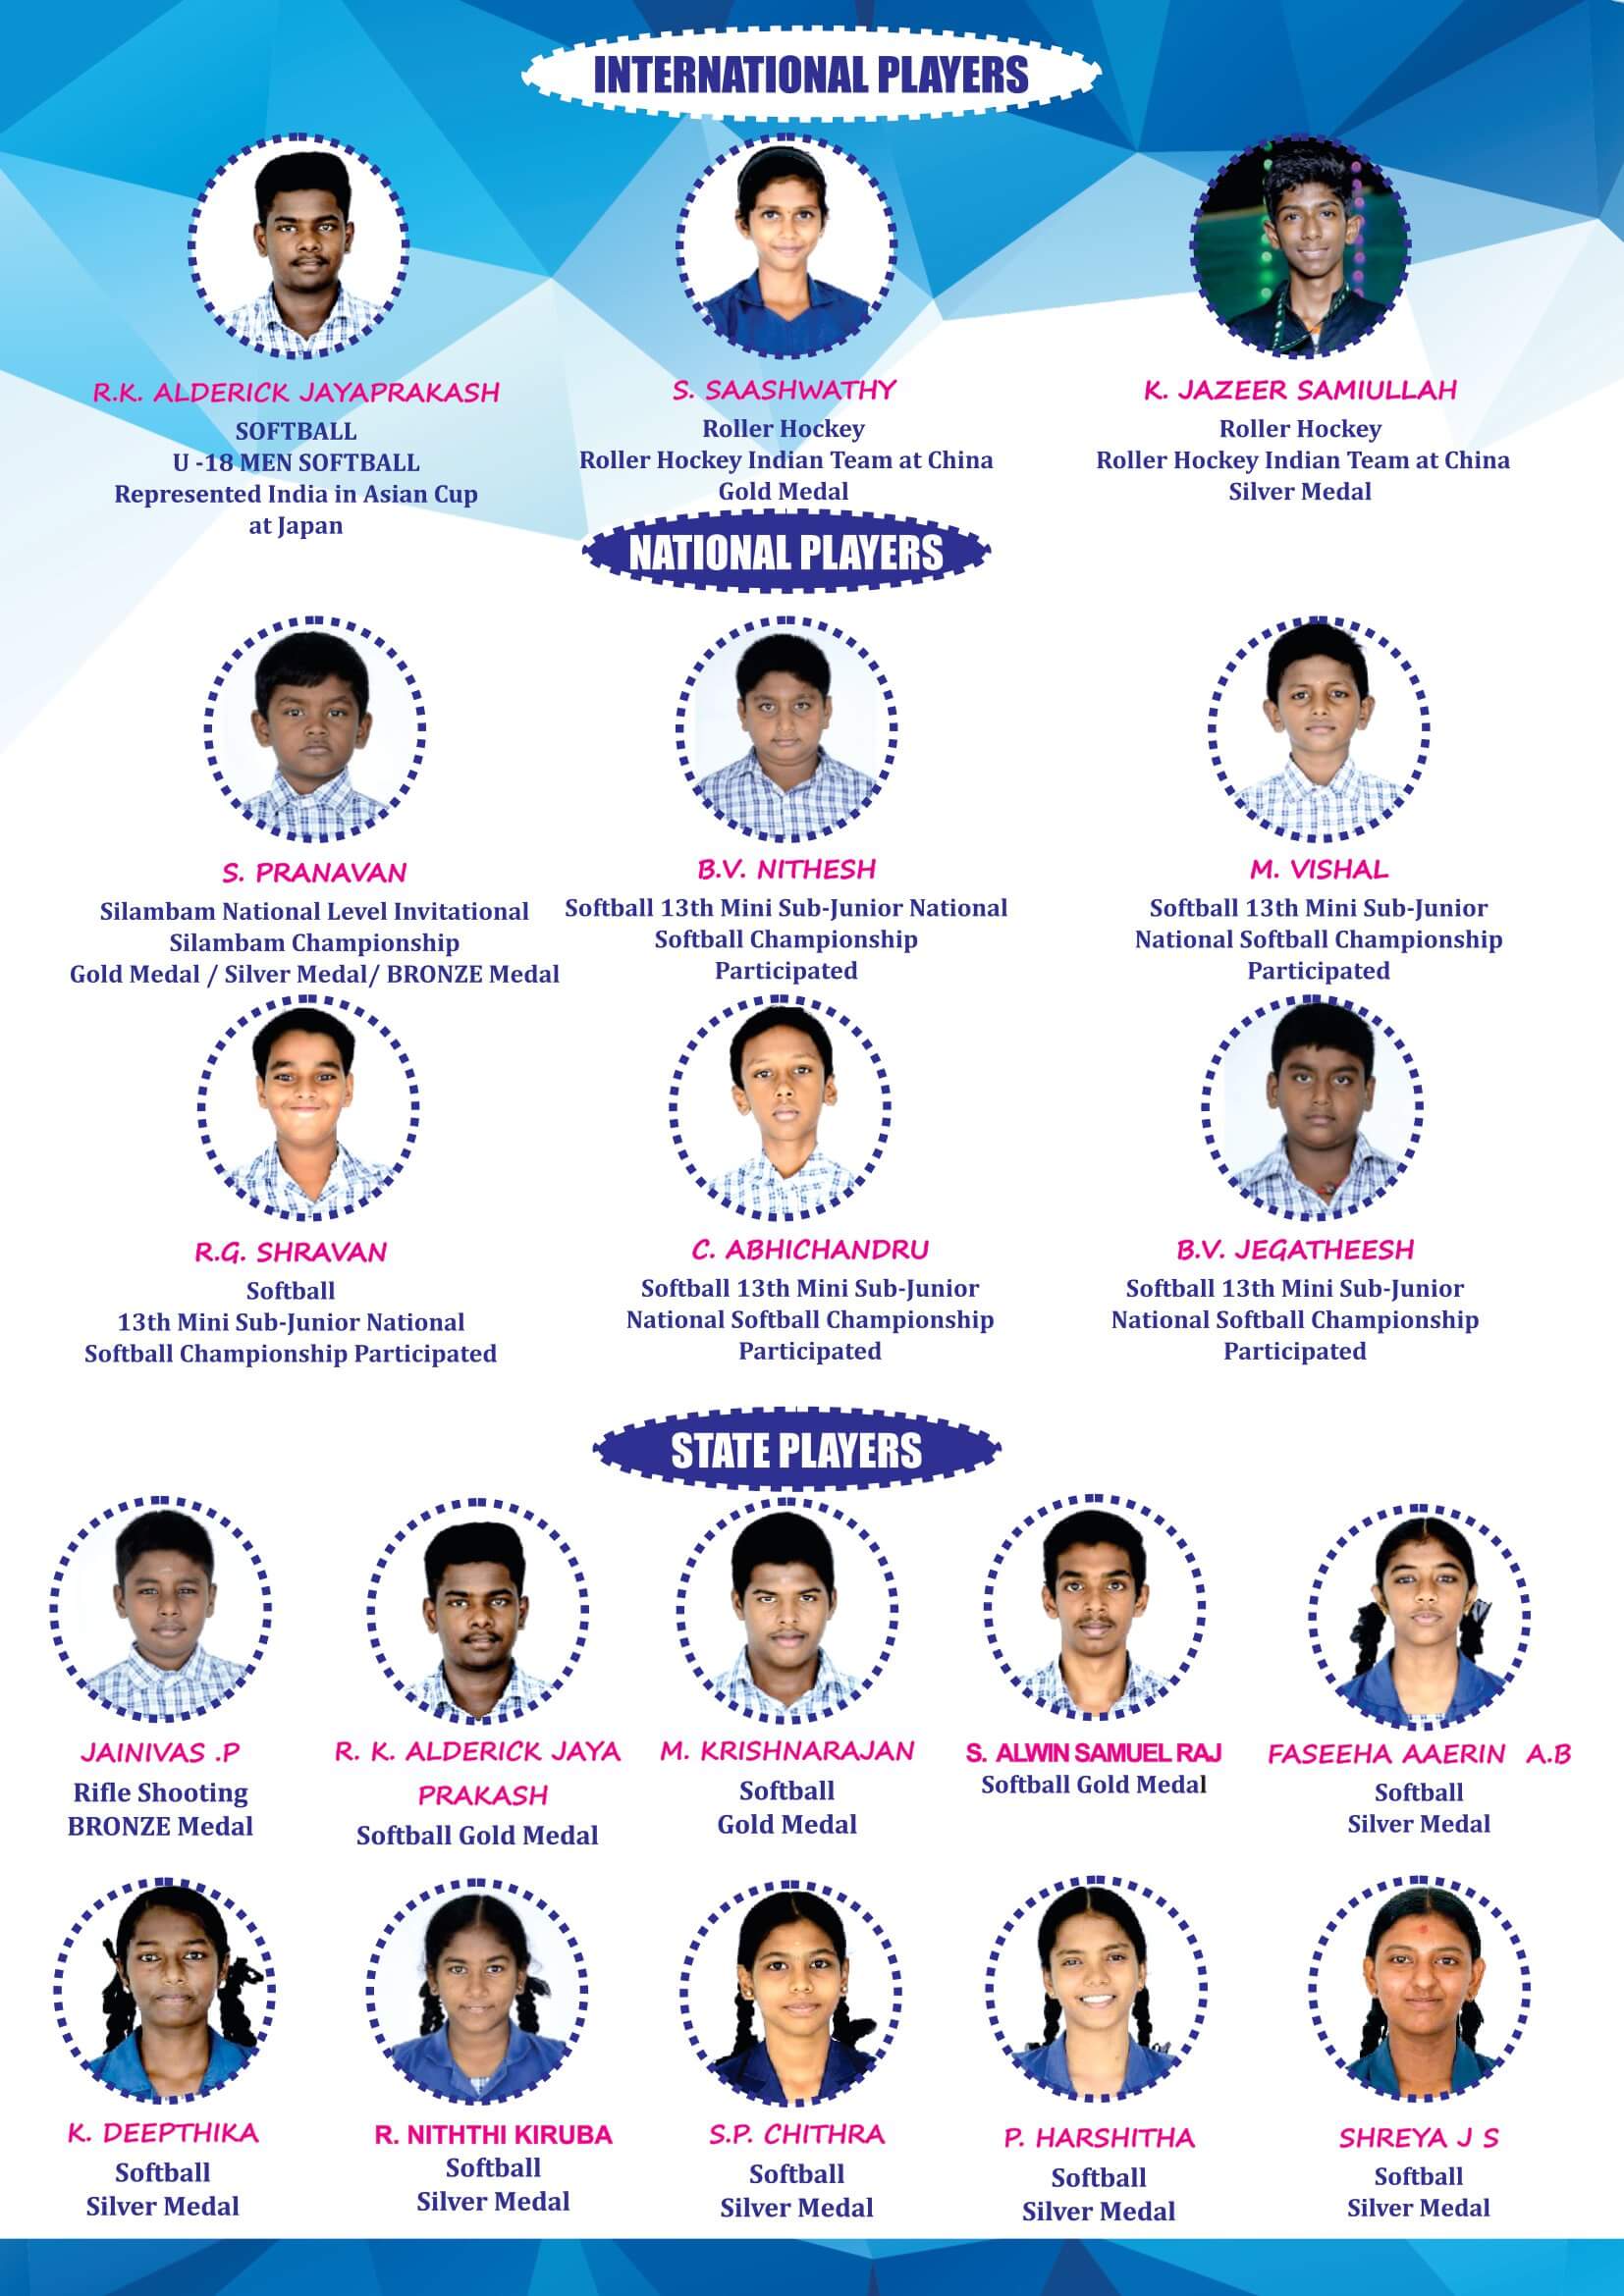 INTERNATIONAL PLAYERS
R.K. ALDERICK JAYAPRAKASH
SOFTBALL
U -18 MEN SOFTBALL
Represented India in Asian Cup
at Japan
S. SAASHWATHY
Roller Hockey
Roller Hockey Indian Team at China
Gold Medal
K. JAZEER SAMIULLAH
Roller Hockey
Roller Hockey Indian Team at China
Silver Medal
NATIONAL PLAYERS
S. PRANAVAN
Silambam National Level Invitational
Silambam Championship
Gold Medal / Silver Medal/ BRONZE Medal
B.V. NITHESH
Softball 13th Mini Sub-Junior National
Softball Championship
Participated
M. VISHAL
Softball 13th Mini Sub-Junior
National Softball Championship
Participated
R.G. SHRAVAN
Softball
13th Mini Sub-Junior National
Softball Championship Participated
C. ABHICHANDRU
Softball 13th Mini Sub-Junior
National Softball Championship
Participated
B.V. JEGATHEESH
Softball 13th Mini Sub-Junior
National Softball Championship
Participated
STATE PLAYERS
JAINIVAS .P
Rifle Shooting
BRONZE Medal
R. K. ALDERICK JAYA
PRAKASH
Softball Gold Medal
M. KRISHNARAJAN
Softball
Gold Medal
S. ALWIN SAMUEL RAJ
Softball Gold Medal
FASEEHA AAERIN A.B
Softball
Silver Medal
K. DEEPTHIKA
Softball
Silver Medal
R. NITHTHI KIRUBA
Softball
Silver Medal
S.P. CHITHRA
Softball
Silver Medal
P. HARSHITHA
Softball
Silver Medal
SHREYA J S
Softball
Silver Medal